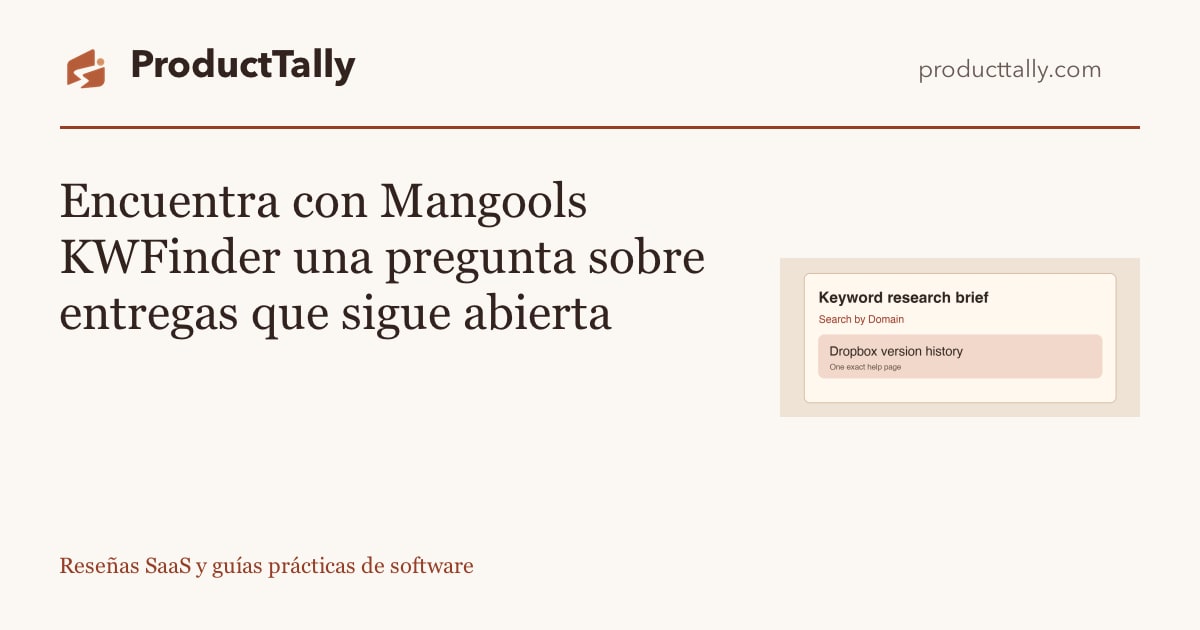 ProductTally
producttally.com
Encuentra con Mangools
KWFinder una pregunta sobre
entregas que sigue abierta
Keyword research brief
Search by Domain
Dropbox version history
One exact help page
Reseñas SaaS y guías prácticas de software